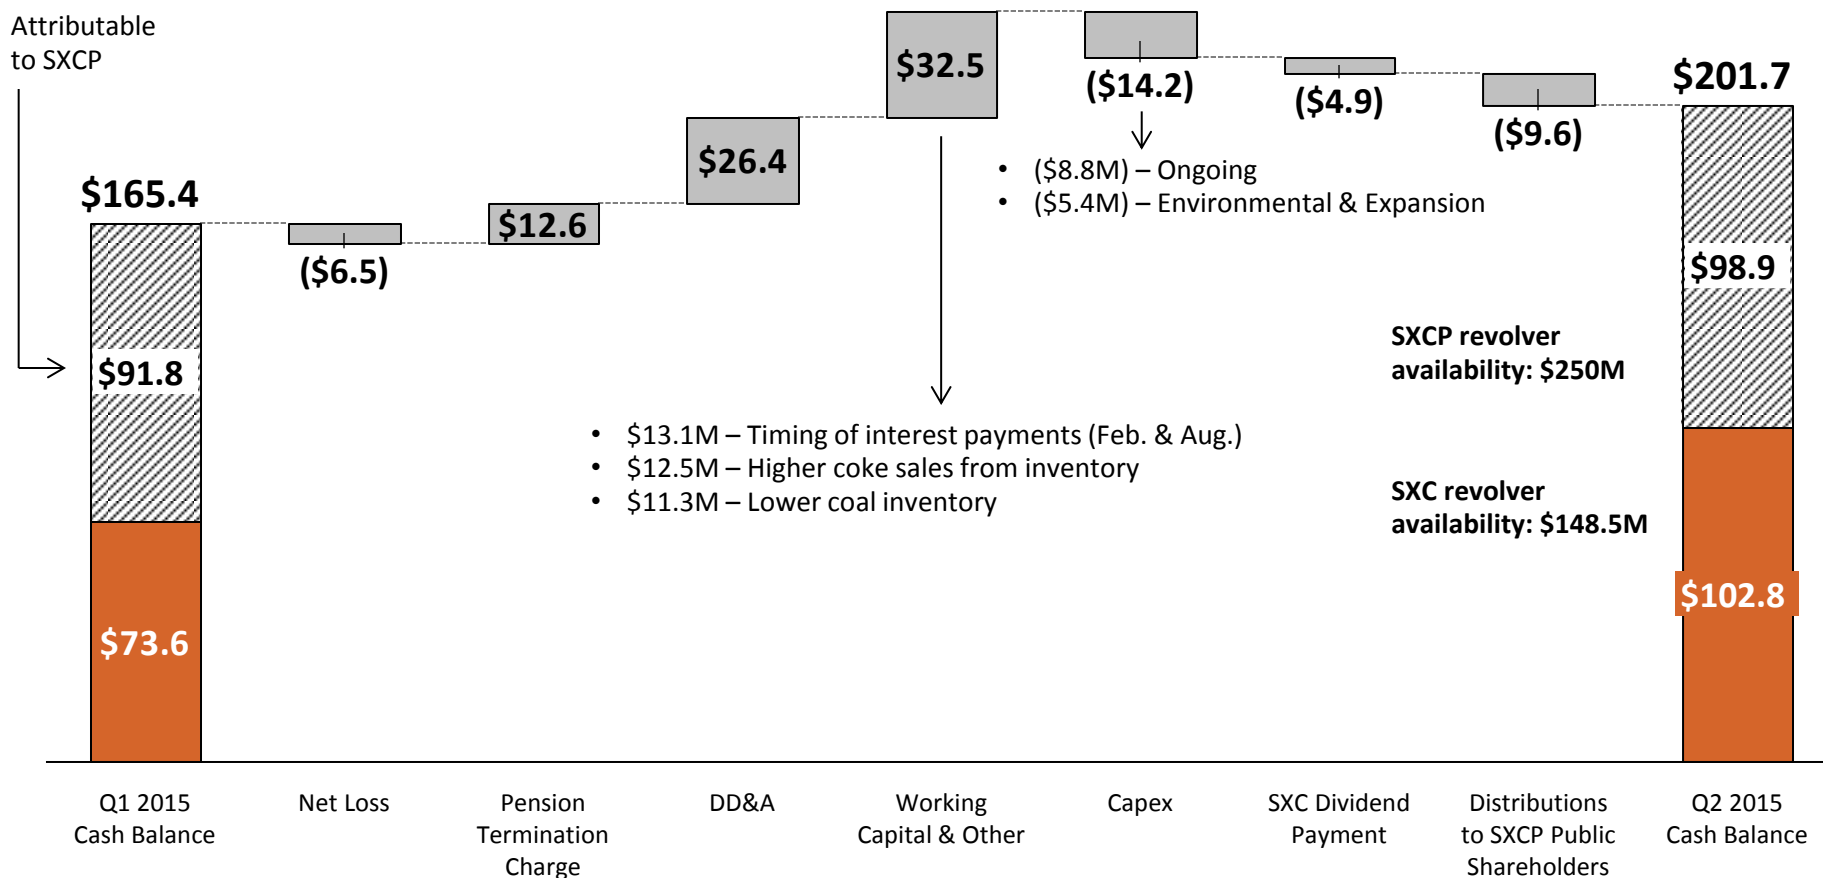 Attributable
to SXCP
$165.4
$91.8
$73.6
($6.5)
$12.6
$26.4
$32.5
($14.2)
($4.9)
($9.6)
$201.7
$98.9
$102.8
• ($8.8M) – Ongoing
• ($5.4M) – Environmental & Expansion
• $13.1M – Timing of interest payments (Feb. & Aug.)
• $12.5M – Higher coke sales from inventory
• $11.3M – Lower coal inventory
SXCP revolver
availability: $250M
SXC revolver
availability: $148.5M
Q1 2015
Cash Balance
Net Loss
Pension
Termination
Charge
DD&A
Working
Capital & Other
Capex
SXC Dividend
Payment
Distributions
to SXCP Public
Shareholders
Q2 2015
Cash Balance